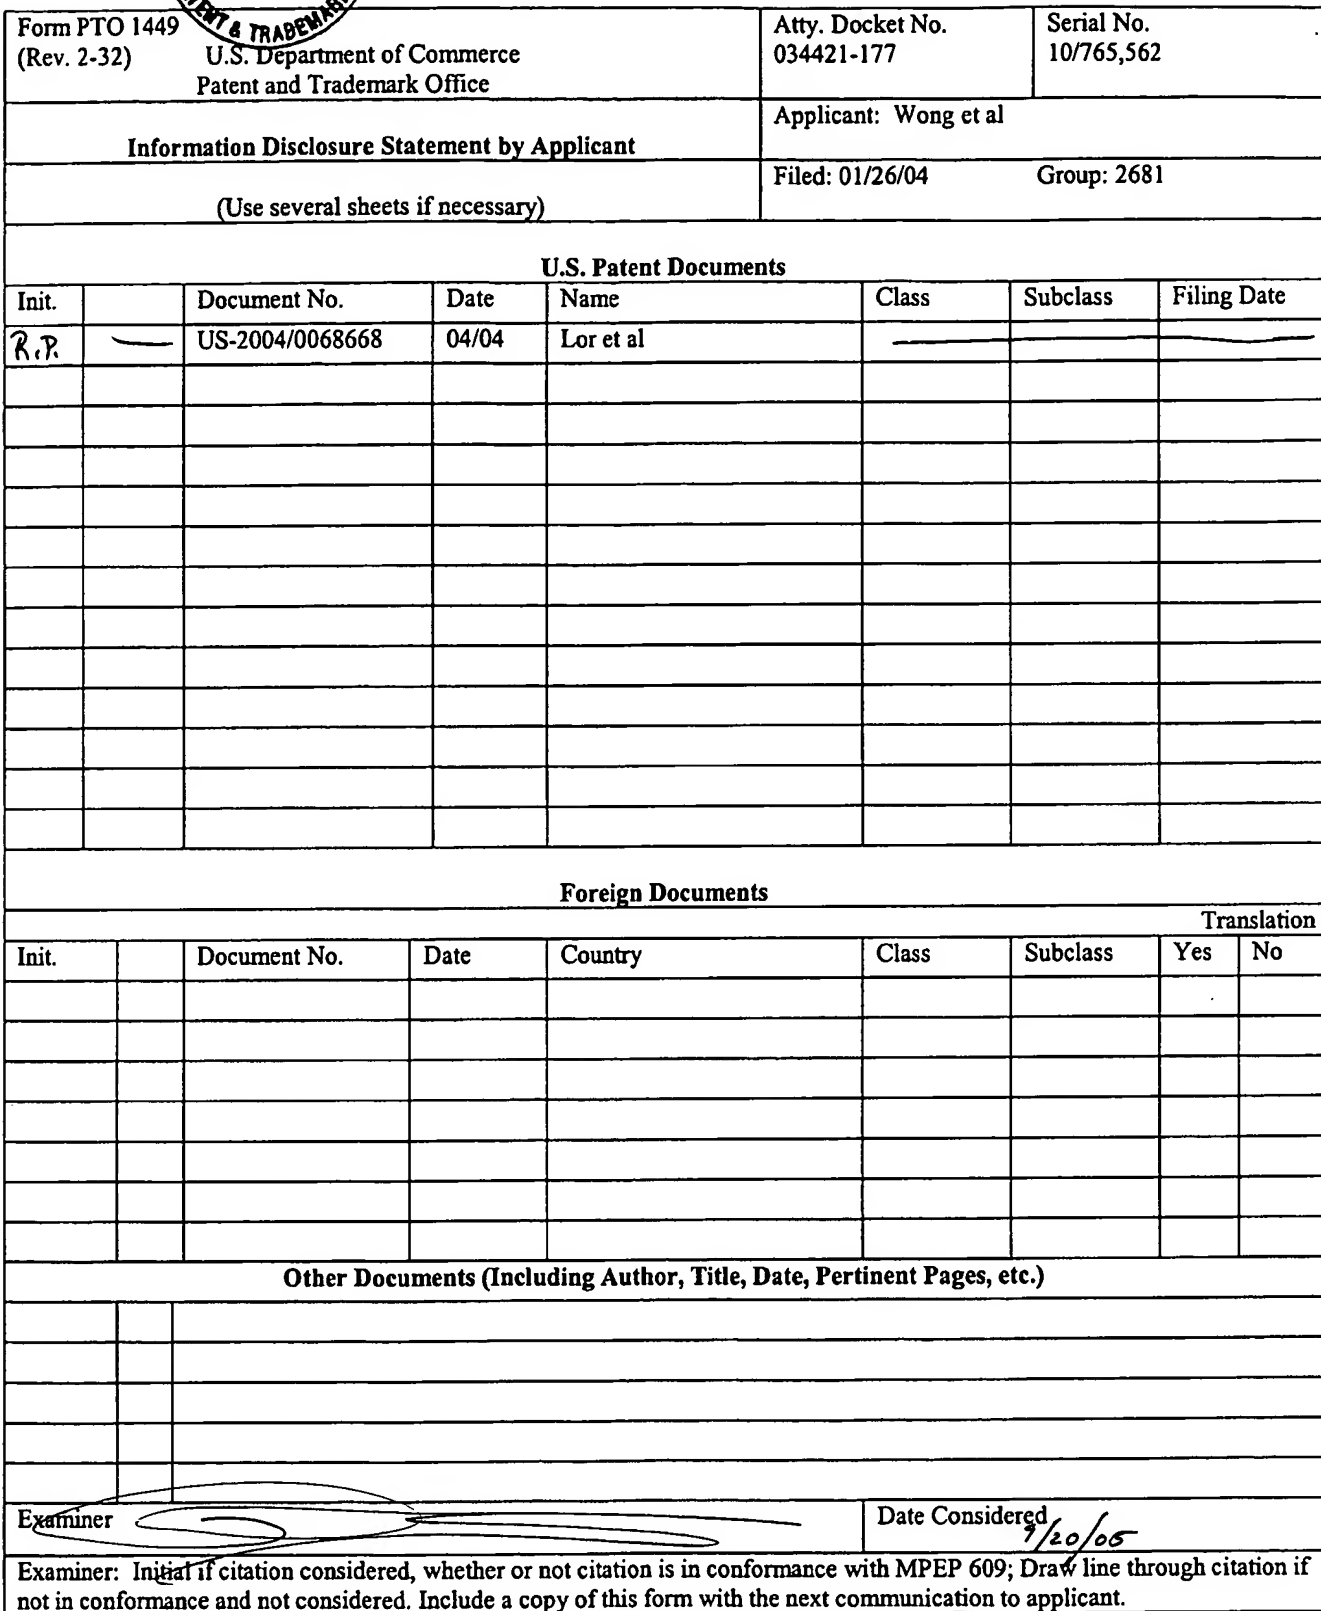 ENT & TRADEMAR
Form PTO 1449
(Rev. 2-32)
U.S. Department of Commerce
Patent and Trademark Office
Atty. Docket No.
034421-177
Serial No.
10/765,562
Information Disclosure Statement by Applicant
Applicant: Wong et al
(Use several sheets if necessary)
Filed: 01/26/04 Group: 2681
U.S. Patent Documents
Init. Document No. Date Name Class Subclass Filing Date
R.P. US-2004/0068668 04/04 Lor et al
Foreign Documents
Translation
Init. Document No. Date Country Class Subclass Yes No
Other Documents (Including Author, Title, Date, Pertinent Pages, etc.)
Examiner Date Considered
9/20/05
Examiner: Initial if citation considered, whether or not citation is in conformance with MPEP 609; Draw line through citation if
not in conformance and not considered. Include a copy of this form with the next communication to applicant.